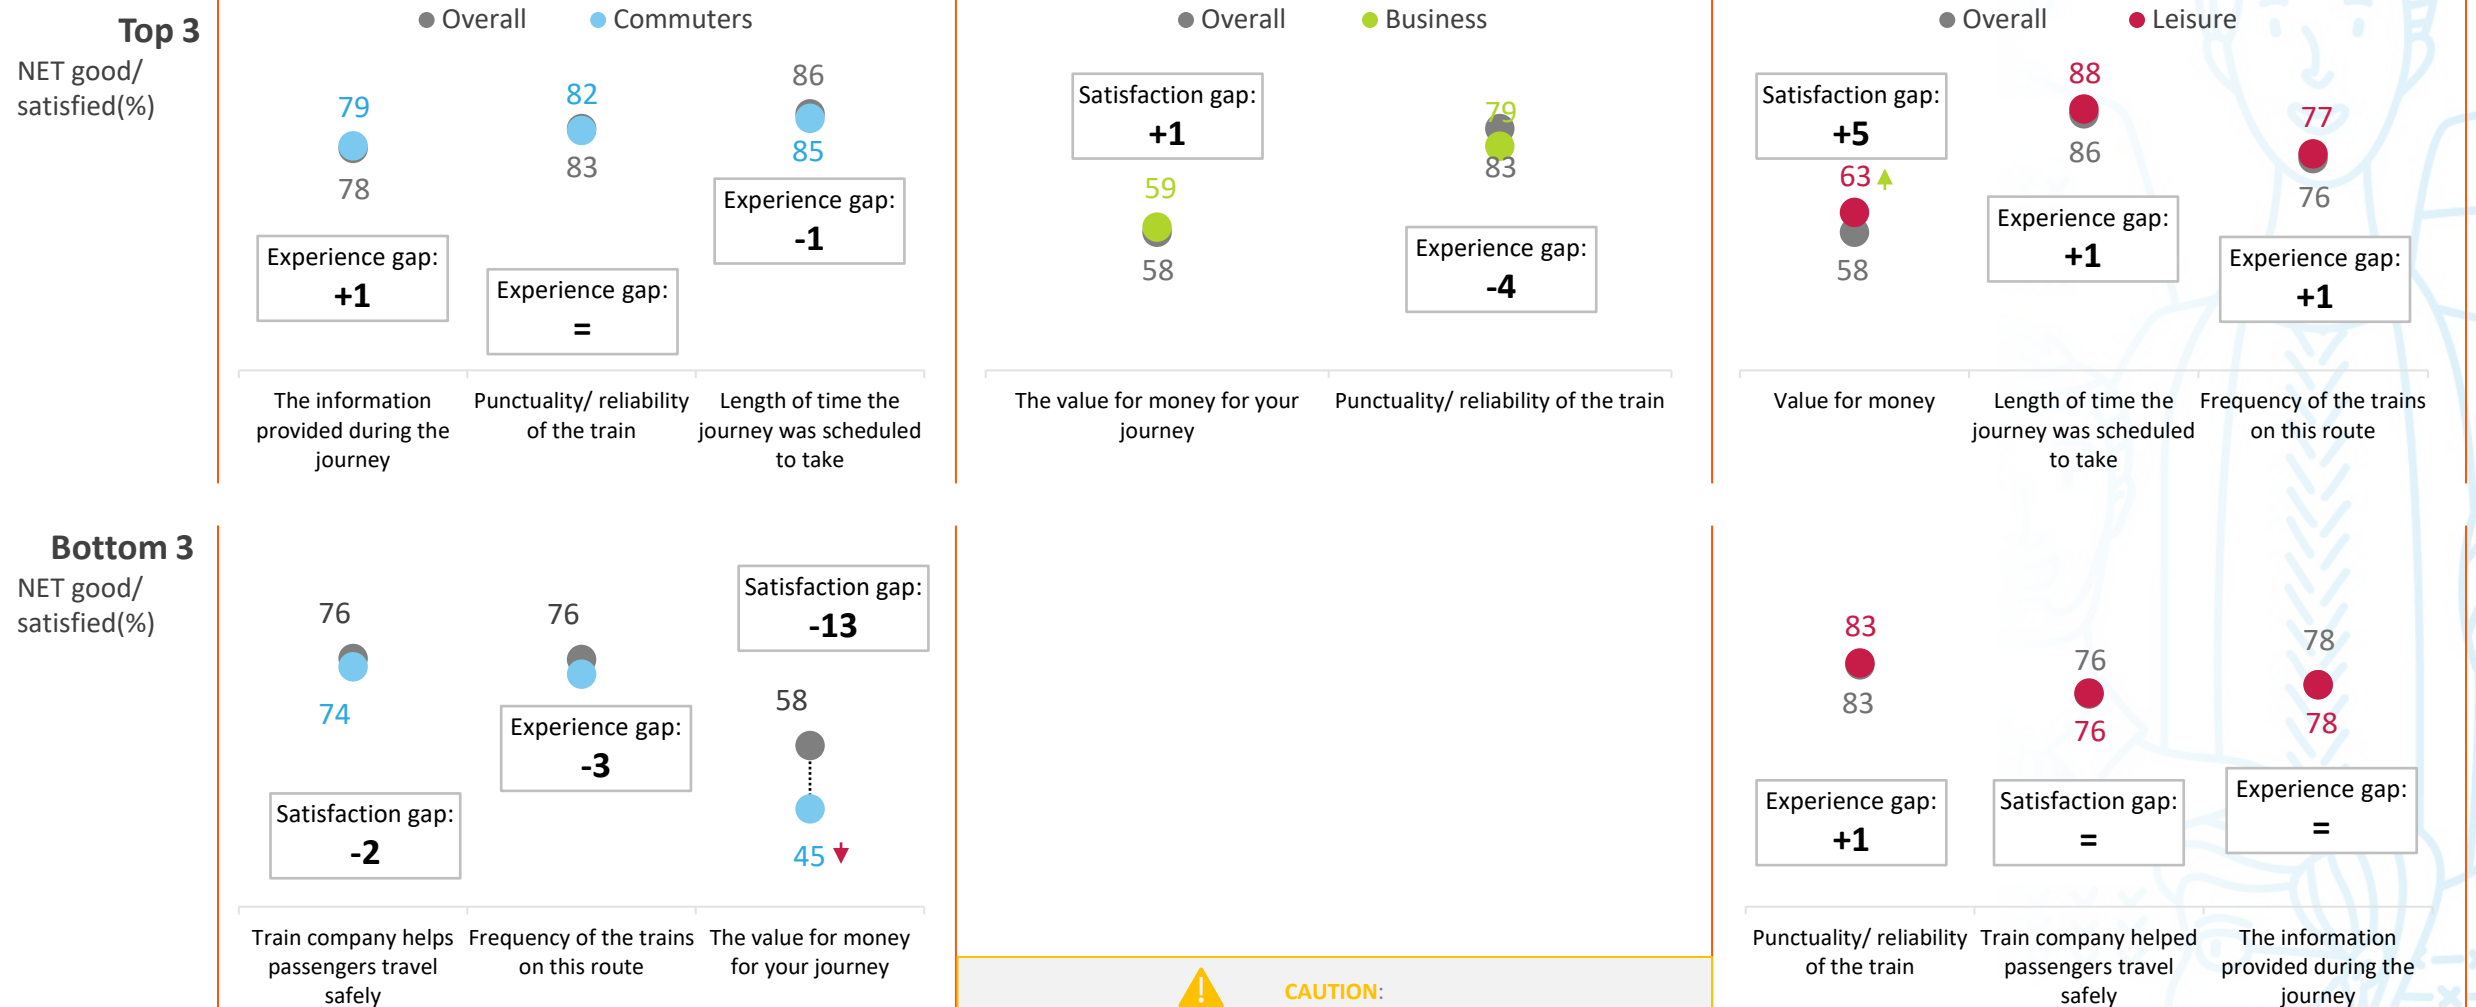 Top 3
NET good/
satisfied(%)
Overall
Commuters
79
78
Experience gap:
+1
82
83
Experience gap:
=
86
85
Experience gap:
-1
The information
provided during the
journey
Punctuality/ reliability
of the train
Length of time the
journey was scheduled
to take
Overall
Business
Satisfaction gap:
+1
59
58
79
83
Experience gap:
-4
The value for money for your
journey
Punctuality/ reliability of the train
Overall
Leisure
Satisfaction gap:
+5
63
58
88
86
Experience gap:
+1
77
76
Experience gap:
+1
Value for money
Length of time the
journey was scheduled
to take
Frequency of the trains
on this route
Bottom 3
NET good/
satisfied(%)
76
74
Satisfaction gap:
-2
76
Experience gap:
-3
Satisfaction gap:
-13
58
45
Train company helps
passengers travel
safely
Frequency of the trains
on this route
The value for money
for your journey
CAUTION:
83
83
Experience gap:
+1
76
76
Satisfaction gap:
=
78
78
Experience gap:
=
Punctuality/ reliability
of the train
Train company helped
passengers travel
safely
The information
provided during the
journey